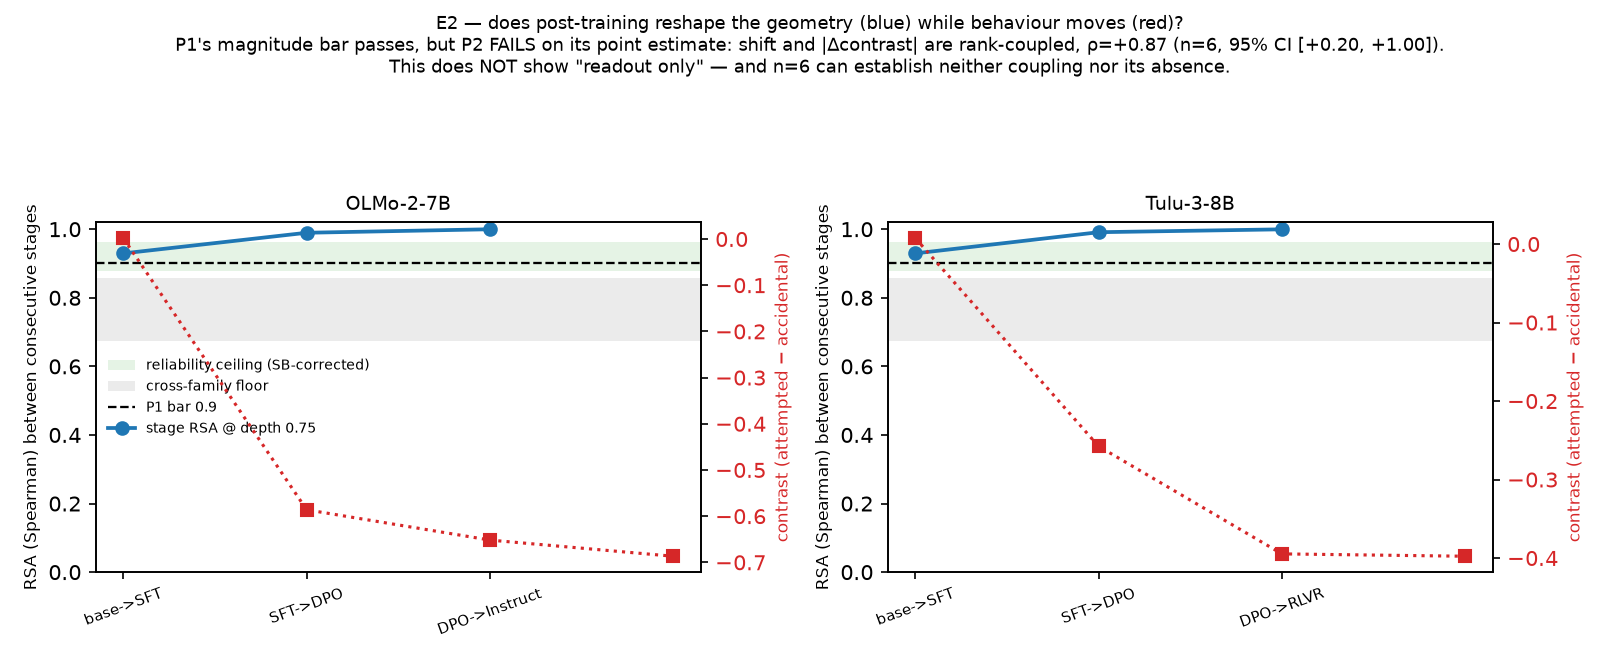 E2 — does post-training reshape the geometry (blue) while behaviour moves (red)?
P1's magnitude bar passes, but P2 FAILS on its point estimate: shift and |Δcontrast| are rank-coupled, ρ=+0.87 (n=6, 95% CI [+0.20, +1.00]).
This does NOT show "readout only" — and n=6 can establish neither coupling nor its absence.
OLMo-2-7B
RSA (Spearman) between consecutive stages
1.0
0.8
0.6
0.4
0.2
0.0
reliability ceiling (SB-corrected)
cross-family floor
P1 bar 0.9
stage RSA @ depth 0.75
0.0
−0.1
−0.2
−0.3
−0.4
−0.5
−0.6
−0.7
contrast (attempted − accidental)
base->SFT
SFT->DPO
DPO->Instruct
Tulu-3-8B
RSA (Spearman) between consecutive stages
1.0
0.8
0.6
0.4
0.2
0.0
0.0
−0.1
−0.2
−0.3
−0.4
contrast (attempted − accidental)
base->SFT
SFT->DPO
DPO->RLVR